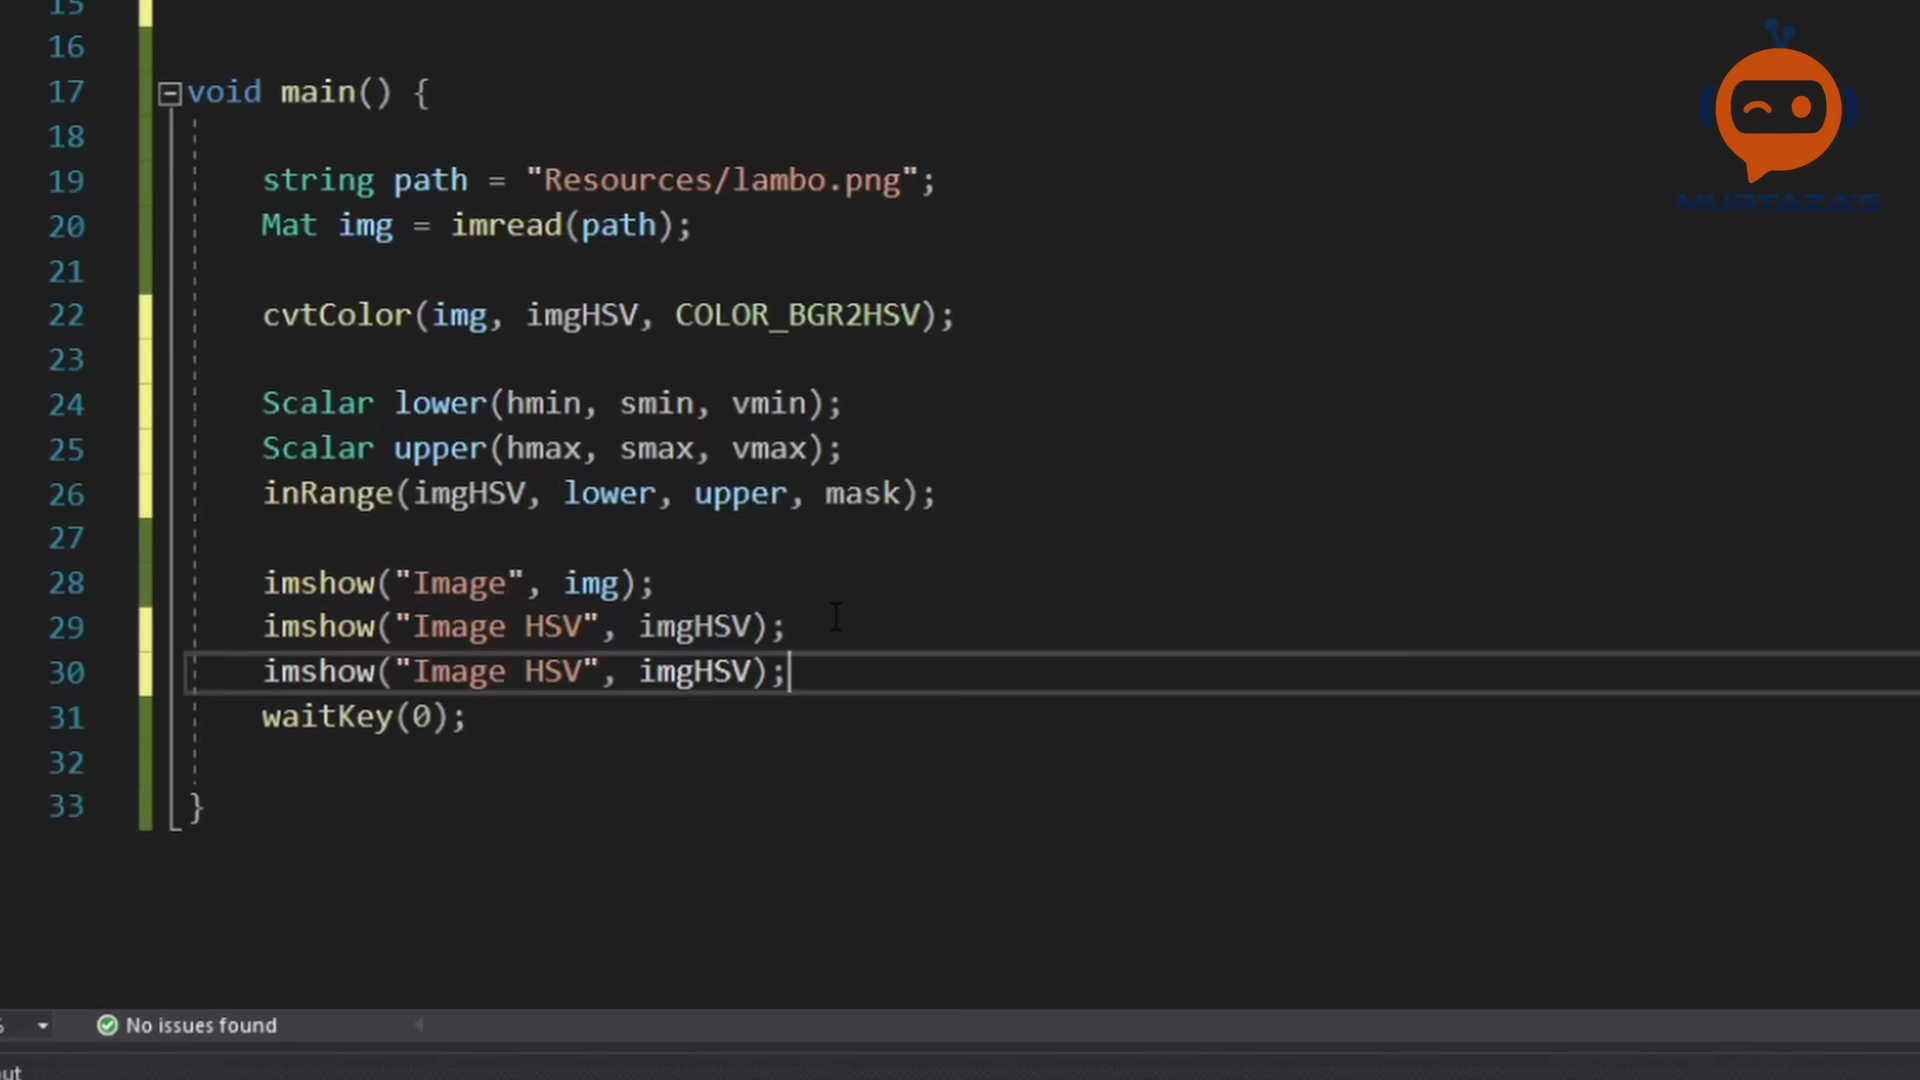 15
16
17 void main() {
18
19 string path = "Resources/lambo.png";
20 Mat img = imread(path);
21
22 cvtColor(img, imgHSV, COLOR_BGR2HSV);
23
24 Scalar lower(hmin, smin, vmin);
25 Scalar upper(hmax, smax, vmax);
26 inRange(imgHSV, lower, upper, mask);
27
28 imshow("Image", img);
29 imshow("Image HSV", imgHSV);
30 imshow("Image HSV", imgHSV);
31 waitKey(0);
32
33 }
MURTAZA'S
No issues found